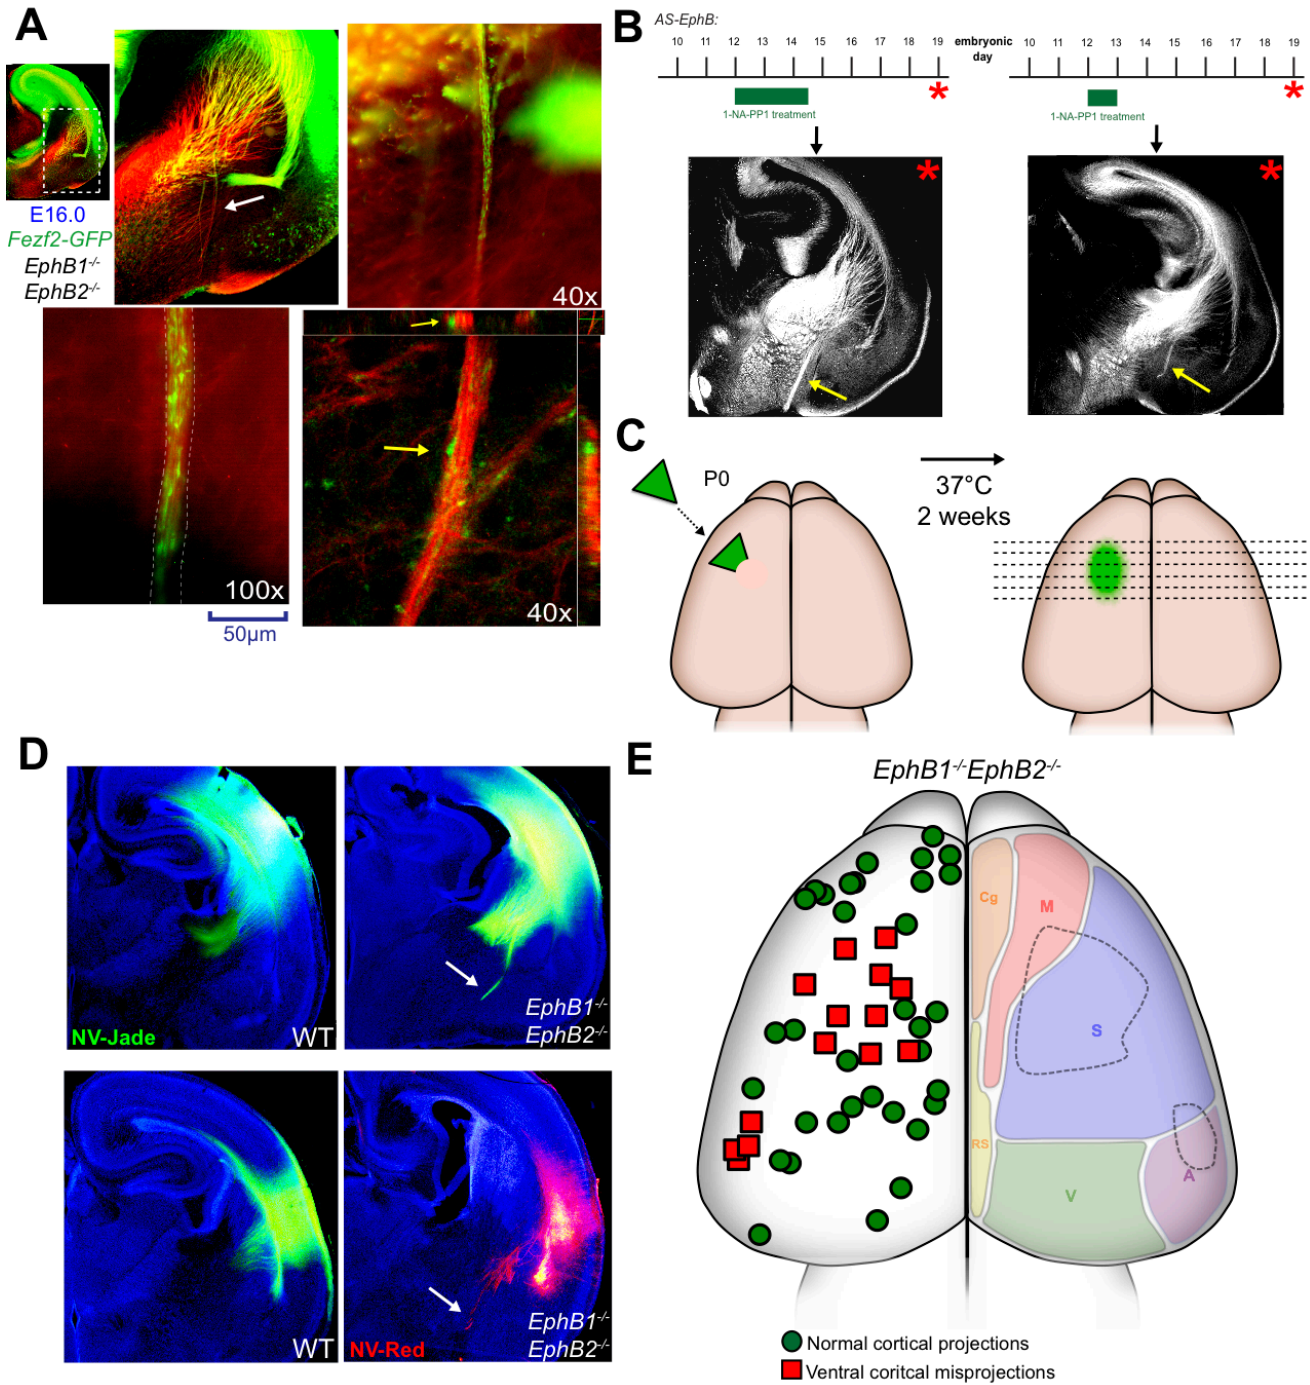 A
E16.0
Fezf2-GFP
EphB1-/-
EphB2-/-
40x
100x
50μm
40x
B
AS-EphB:
10 11 12 13 14 15 16 17 18 19
embryonic
day
10 11 12 13 14 15 16 17 18 19
*
*
1-NA-PP1 treatment
1-NA-PP1 treatment
*
*
C
P0
37°C
2 weeks
D
NV-Jade
WT
EphB1-/-
EphB2-/-
WT
NV-Red
EphB1-/-
EphB2-/-
E
EphB1-/-EphB2-/-
Cg
M
S
RS
V
A
Normal cortical projections
Ventral coritcal misprojections